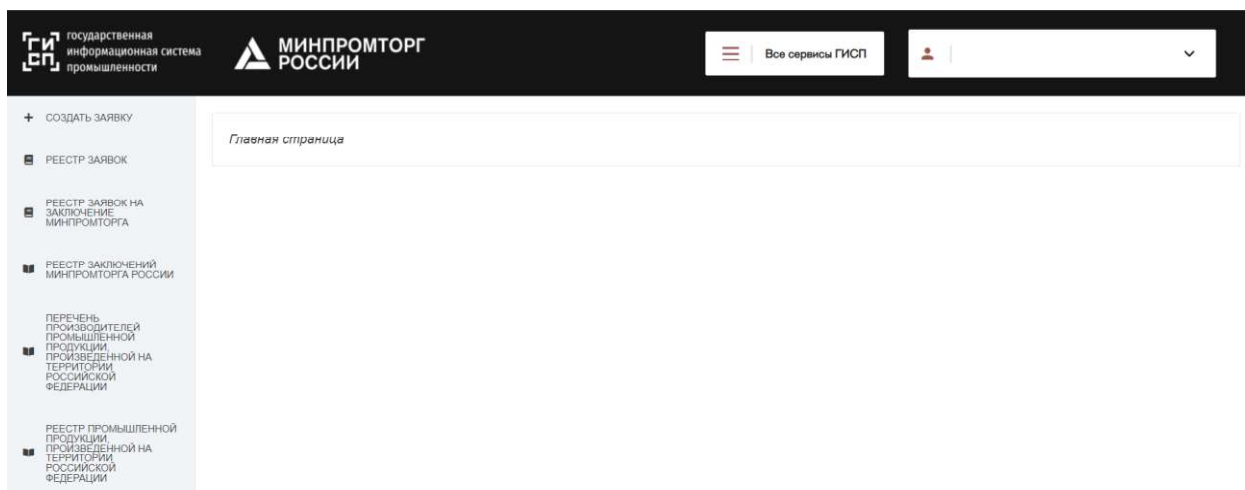 ГИСП
государственная
информационная система
промышленности
МИНПРОМТОРГ
РОССИИ
Все сервисы ГИСП
СОЗДАТЬ ЗАЯВКУ
Главная страница
РЕЕСТР ЗАЯВОК
РЕЕСТР ЗАЯВОК НА
ЗАКЛЮЧЕНИЕ
МИНПРОМТОРГА
РЕЕСТР ЗАКЛЮЧЕНИЙ
МИНПРОМТОРГА РОССИИ
ПЕРЕЧЕНЬ
ПРОИЗВОДИТЕЛЕЙ
ПРОМЫШЛЕННОЙ
ПРОДУКЦИИ,
ПРОИЗВЕДЕННОЙ НА
ТЕРРИТОРИИ
РОССИЙСКОЙ
ФЕДЕРАЦИИ
РЕЕСТР ПРОМЫШЛЕННОЙ
ПРОДУКЦИИ,
ПРОИЗВЕДЕННОЙ НА
ТЕРРИТОРИИ
РОССИЙСКОЙ
ФЕДЕРАЦИИ